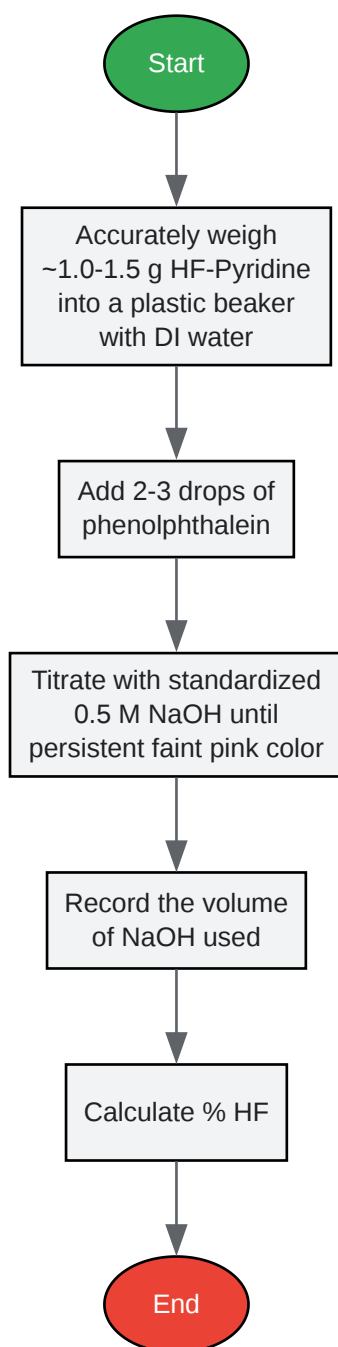 Start
Accurately weigh
~1.0-1.5 g HF-Pyridine
into a plastic beaker
with DI water
Add 2-3 drops of
phenolphthalein
Titrate with standardized
0.5 M NaOH until
persistent faint pink color
Record the volume
of NaOH used
Calculate % HF
End